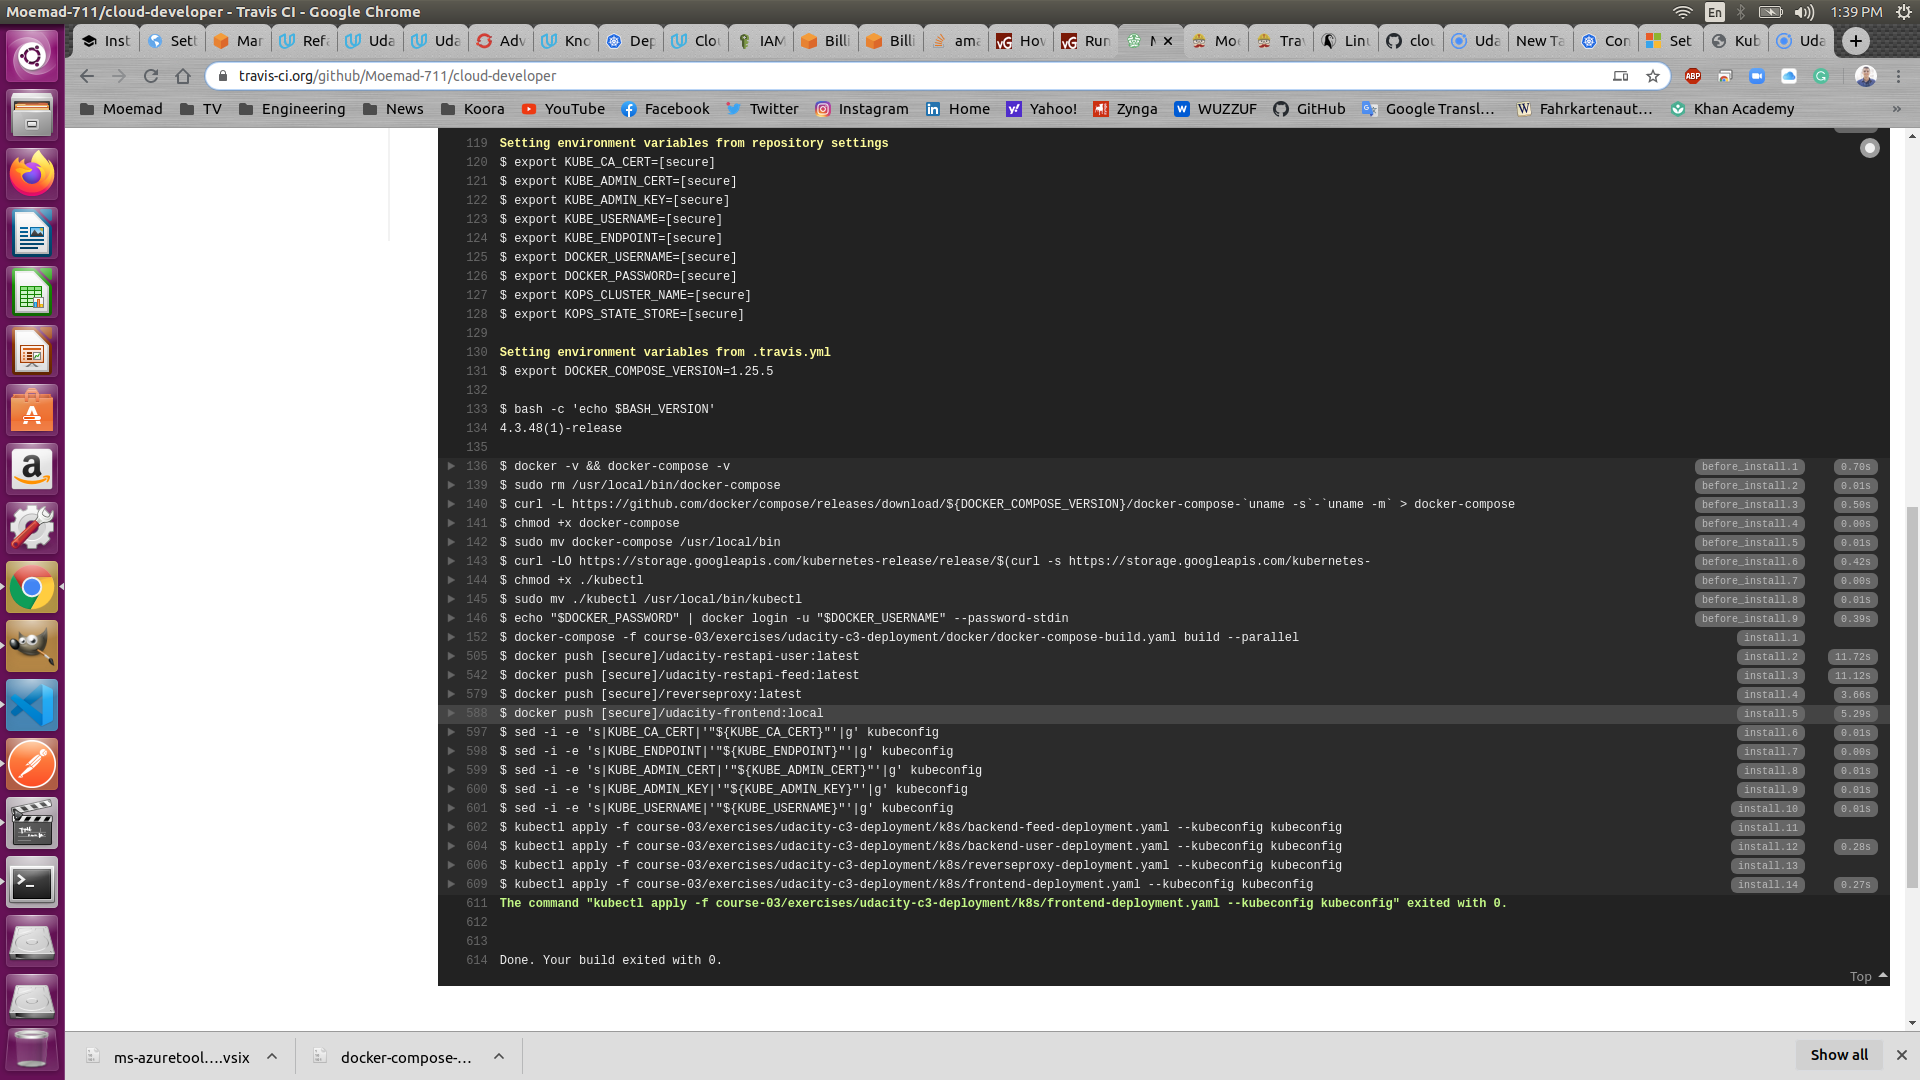 Moemad-711/cloud-developer - Travis CI - Google Chrome
En
1:39 PM
Inst
Sett
Mar
Refa
Uda
Uda
Adv
Kno
Dep
Clou
IAM
Billi
Billi
ama
How
Run
M
Moe
Trav
Linu
clou
Uda
New Ta
Con
Set
Kub
Uda
travis-ci.org/github/Moemad-711/cloud-developer
ABP
Moemad
TV
Engineering
News
Koora
YouTube
Facebook
Twitter
Instagram
Home
Yahoo!
Zynga
WUZZUF
GitHub
Google Transl...
Fahrkartenaut...
Khan Academy
»
119 Setting environment variables from repository settings
120 $ export KUBE_CA_CERT=[secure]
121 $ export KUBE_ADMIN_CERT=[secure]
122 $ export KUBE_ADMIN_KEY=[secure]
123 $ export KUBE_USERNAME=[secure]
124 $ export KUBE_ENDPOINT=[secure]
125 $ export DOCKER_USERNAME=[secure]
126 $ export DOCKER_PASSWORD=[secure]
127 $ export KOPS_CLUSTER_NAME=[secure]
128 $ export KOPS_STATE_STORE=[secure]
129
130 Setting environment variables from .travis.yml
131 $ export DOCKER_COMPOSE_VERSION=1.25.5
132
133 $ bash -c 'echo $BASH_VERSION'
134 4.3.48(1)-release
135
136 $ docker -v && docker-compose -v before_install.1 0.70s
139 $ sudo rm /usr/local/bin/docker-compose before_install.2 0.01s
140 $ curl -L https://github.com/docker/compose/releases/download/${DOCKER_COMPOSE_VERSION}/docker-compose-`uname -s`-`uname -m` > docker-compose before_install.3 0.50s
141 $ chmod +x docker-compose before_install.4 0.00s
142 $ sudo mv docker-compose /usr/local/bin before_install.5 0.01s
143 $ curl -LO https://storage.googleapis.com/kubernetes-release/release/$(curl -s https://storage.googleapis.com/kubernetes- before_install.6 0.42s
144 $ chmod +x ./kubectl before_install.7 0.00s
145 $ sudo mv ./kubectl /usr/local/bin/kubectl before_install.8 0.01s
146 $ echo "$DOCKER_PASSWORD" | docker login -u "$DOCKER_USERNAME" --password-stdin before_install.9 0.39s
152 $ docker-compose -f course-03/exercises/udacity-c3-deployment/docker/docker-compose-build.yaml build --parallel install.1
505 $ docker push [secure]/udacity-restapi-user:latest install.2 11.72s
542 $ docker push [secure]/udacity-restapi-feed:latest install.3 11.12s
579 $ docker push [secure]/reverseproxy:latest install.4 3.66s
588 $ docker push [secure]/udacity-frontend:local install.5 5.29s
597 $ sed -i -e 's|KUBE_CA_CERT|'"${KUBE_CA_CERT}"'|g' kubeconfig install.6 0.01s
598 $ sed -i -e 's|KUBE_ENDPOINT|'"${KUBE_ENDPOINT}"'|g' kubeconfig install.7 0.00s
599 $ sed -i -e 's|KUBE_ADMIN_CERT|'"${KUBE_ADMIN_CERT}"'|g' kubeconfig install.8 0.01s
600 $ sed -i -e 's|KUBE_ADMIN_KEY|'"${KUBE_ADMIN_KEY}"'|g' kubeconfig install.9 0.01s
601 $ sed -i -e 's|KUBE_USERNAME|'"${KUBE_USERNAME}"'|g' kubeconfig install.10 0.01s
602 $ kubectl apply -f course-03/exercises/udacity-c3-deployment/k8s/backend-feed-deployment.yaml --kubeconfig kubeconfig install.11
604 $ kubectl apply -f course-03/exercises/udacity-c3-deployment/k8s/backend-user-deployment.yaml --kubeconfig kubeconfig install.12 0.28s
606 $ kubectl apply -f course-03/exercises/udacity-c3-deployment/k8s/reverseproxy-deployment.yaml --kubeconfig kubeconfig install.13
609 $ kubectl apply -f course-03/exercises/udacity-c3-deployment/k8s/frontend-deployment.yaml --kubeconfig kubeconfig install.14 0.27s
611 The command "kubectl apply -f course-03/exercises/udacity-c3-deployment/k8s/frontend-deployment.yaml --kubeconfig kubeconfig" exited with 0.
612
613
614 Done. Your build exited with 0.
Top
ms-azuretool....vsix
docker-compose-...
Show all